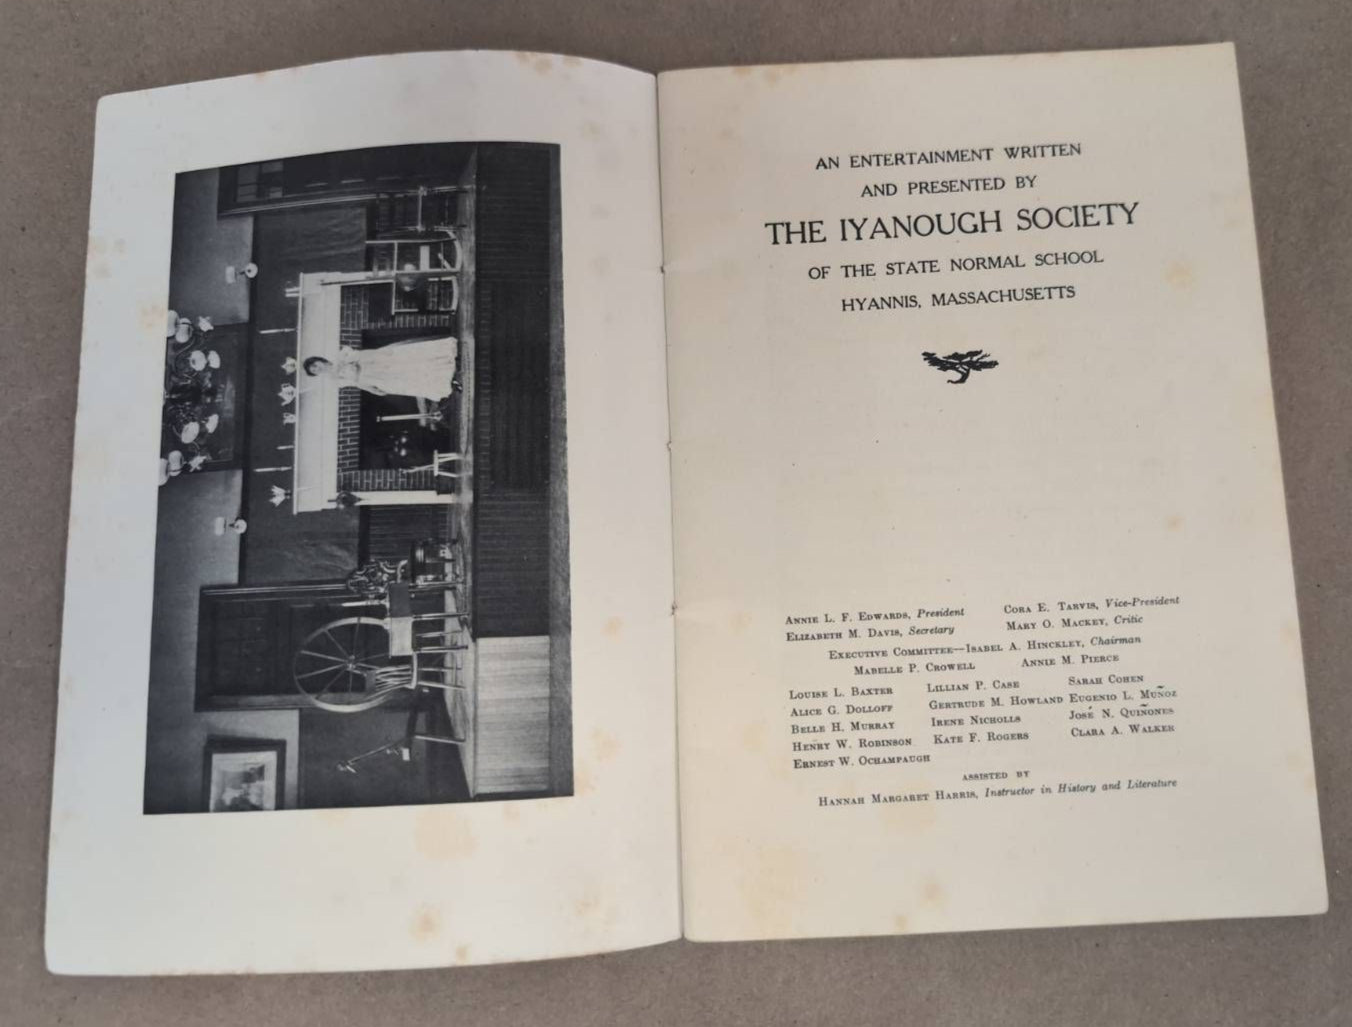 AN ENTERTAINMENT WRITTEN
AND PRESENTED BY
THE IYANOUGH SOCIETY
OF THE STATE NORMAL SCHOOL
HYANNIS, MASSACHUSETTS
ANNIE L. F. EDWARDS, President CORA E. TARVIS, Vice-President
ELIZABETH M. DAVIS, Secretary MARY O. MACKEY, Critic
EXECUTIVE COMMITTEE—ISABEL A. HINCKLEY, Chairman
MABELLE P. CROWELL ANNIE M. PIERCE
LOUISE L. BAXTER LILLIAN P. CASE SARAH COHEN
ALICE G. DOLLOFF GERTRUDE M. HOWLAND EUGENIO L. MUÑOZ
BELLE H. MURRAY IRENE NICHOLLS JOSÉ N. QUIÑONES
HENRY W. ROBINSON KATE F. ROGERS CLARA A. WALKER
ERNEST W. OCHAMPAUGH
ASSISTED BY
HANNAH MARGARET HARRIS, Instructor in History and Literature